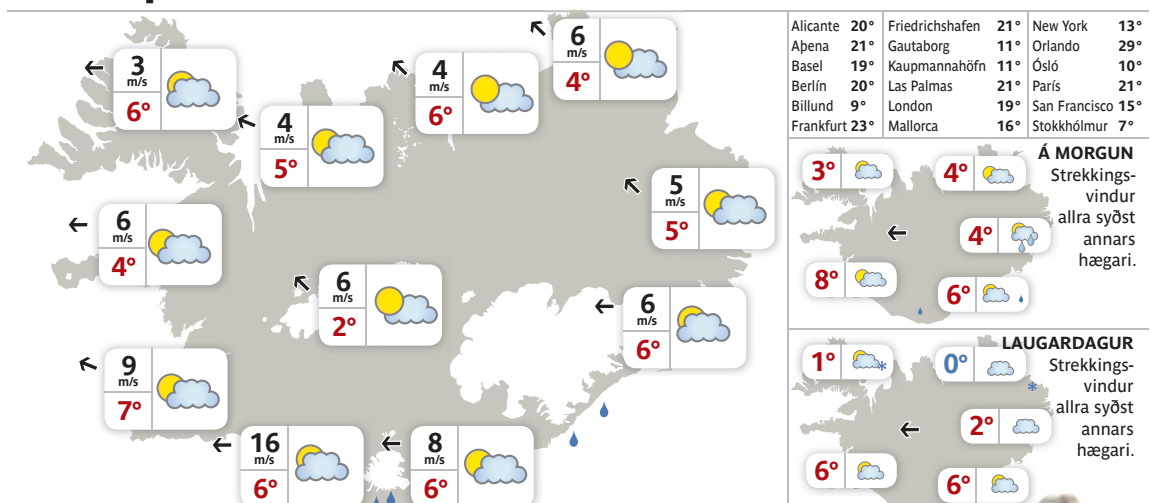 6
m/s
4°
3
m/s
6°
4
m/s
6°
4
m/s
5°
5
m/s
5°
6
m/s
4°
6
m/s
2°
6
m/s
6°
9
m/s
7°
16
m/s
6°
8
m/s
6°
Alicante 20°
Aþena 21°
Basel 19°
Berlín 20°
Billund 9°
Frankfurt 23°
Friedrichshafen 21°
Gautaborg 11°
Kaupmannahöfn 11°
Las Palmas 21°
London 19°
Mallorca 16°
New York 13°
Orlando 29°
Ósló 10°
París 21°
San Francisco 15°
Stokkhólmur 7°
Á MORGUN
Strekkings-
vindur
allra syðst
annars
hægari.
3°
4°
4°
8°
6°
LAUGARDAGUR
Strekkings-
vindur
allra syðst
annars
hægari.
1°
0°
2°
6°
6°